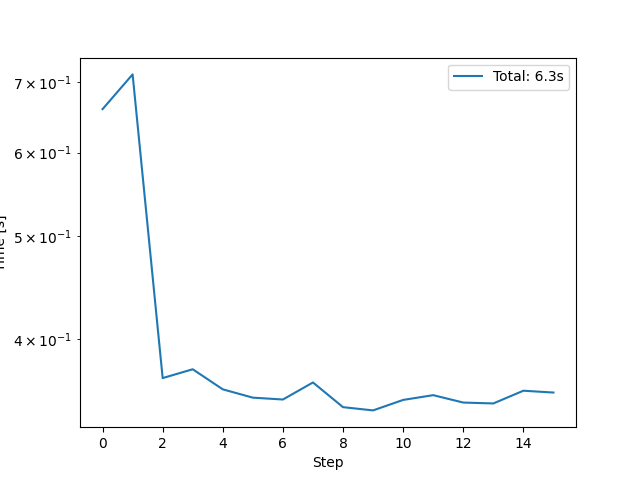 Total: 6.3s
7 × 10⁻¹
6 × 10⁻¹
5 × 10⁻¹
4 × 10⁻¹
[s]
0 2 4 6 8 10 12 14
Step